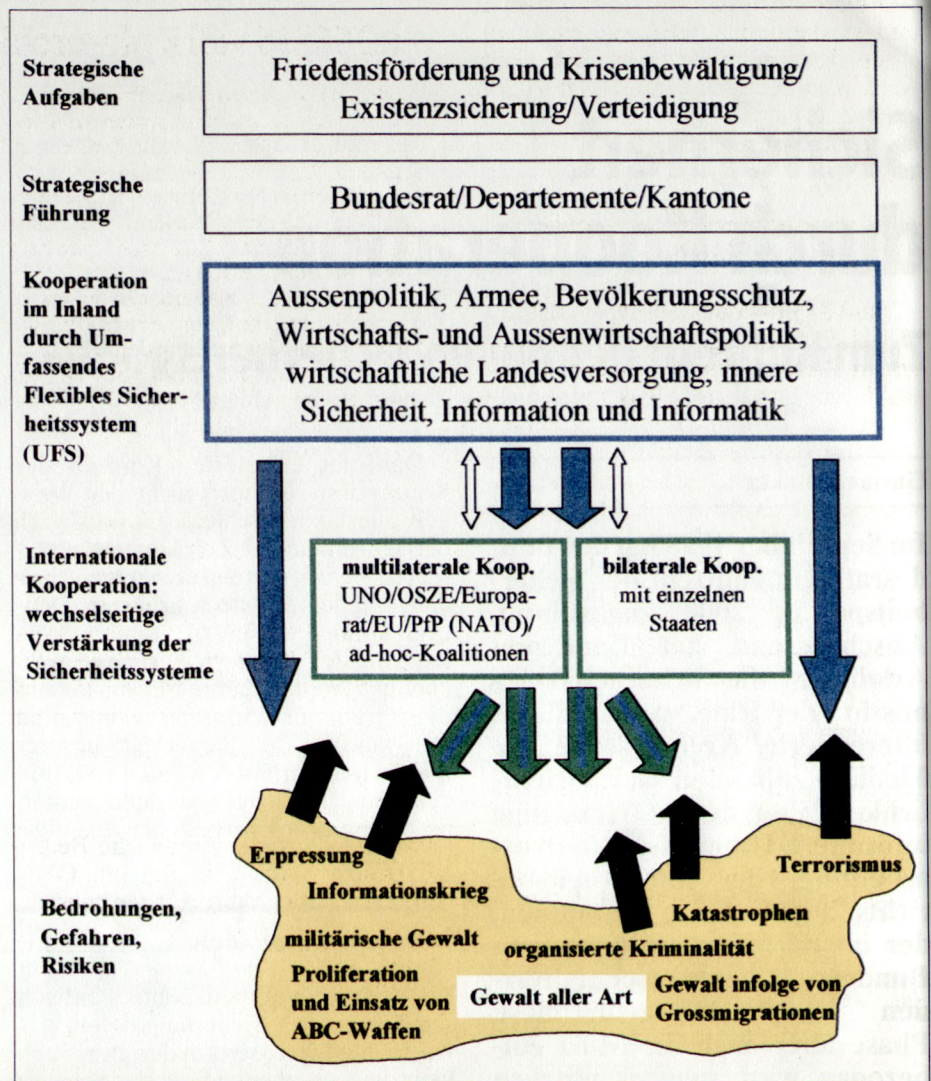 Strategische
Aufgaben
Friedensförderung und Krisenbewältigung/
Existenzsicherung/Verteidigung
Strategische
Führung
Bundesrat/Departemente/Kantone
Kooperation
im Inland
durch Um-
fassendes
Flexibles Sicher-
heitssystem
(UFS)
Aussenpolitik, Armee, Bevölkerungsschutz,
Wirtschafts- und Aussenwirtschaftspolitik,
wirtschaftliche Landesversorgung, innere
Sicherheit, Information und Informatik
Internationale
Kooperation:
wechselseitige
Verstärkung der
Sicherheitssysteme
multilaterale Koop.
UNO/OSZE/Europa-
rat/EU/PfP (NATO)/
ad-hoc-Koalitionen
bilaterale Koop.
mit einzelnen
Staaten
Bedrohungen,
Gefahren,
Risiken
Erpressung
Informationskrieg
militärische Gewalt
Proliferation
und Einsatz von
ABC-Waffen
Gewalt aller Art
organisierte Kriminalität
Katastrophen
Terrorismus
Gewalt infolge von
Grossmigrationen